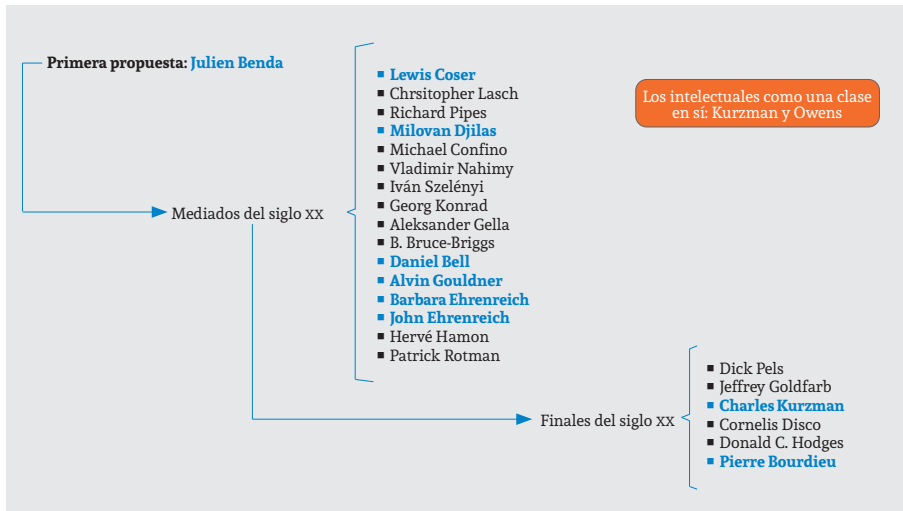 Primera propuesta: Julien Benda
Lewis Coser
Chrsitopher Lasch
Richard Pipes
Milovan Djilas
Michael Confino
Vladimir Nahimy
Iván Szelényi
Georg Konrad
Aleksander Gella
B. Bruce-Briggs
Daniel Bell
Alvin Gouldner
Barbara Ehrenreich
John Ehrenreich
Hervé Hamon
Patrick Rotman
Los intelectuales como una clase
en sí: Kurzman y Owens
Mediados del siglo XX
Finales del siglo XX
Dick Pels
Jeffrey Goldfarb
Charles Kurzman
Cornelis Disco
Donald C. Hodges
Pierre Bourdieu